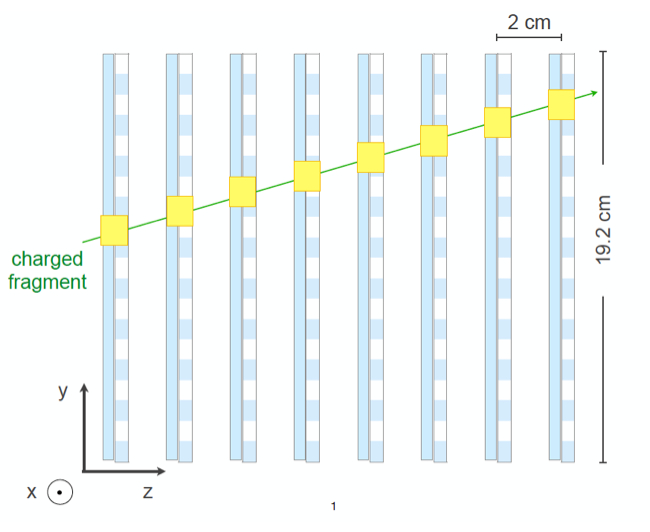 2 cm
19.2 cm
charged
fragment
y
x
z
1